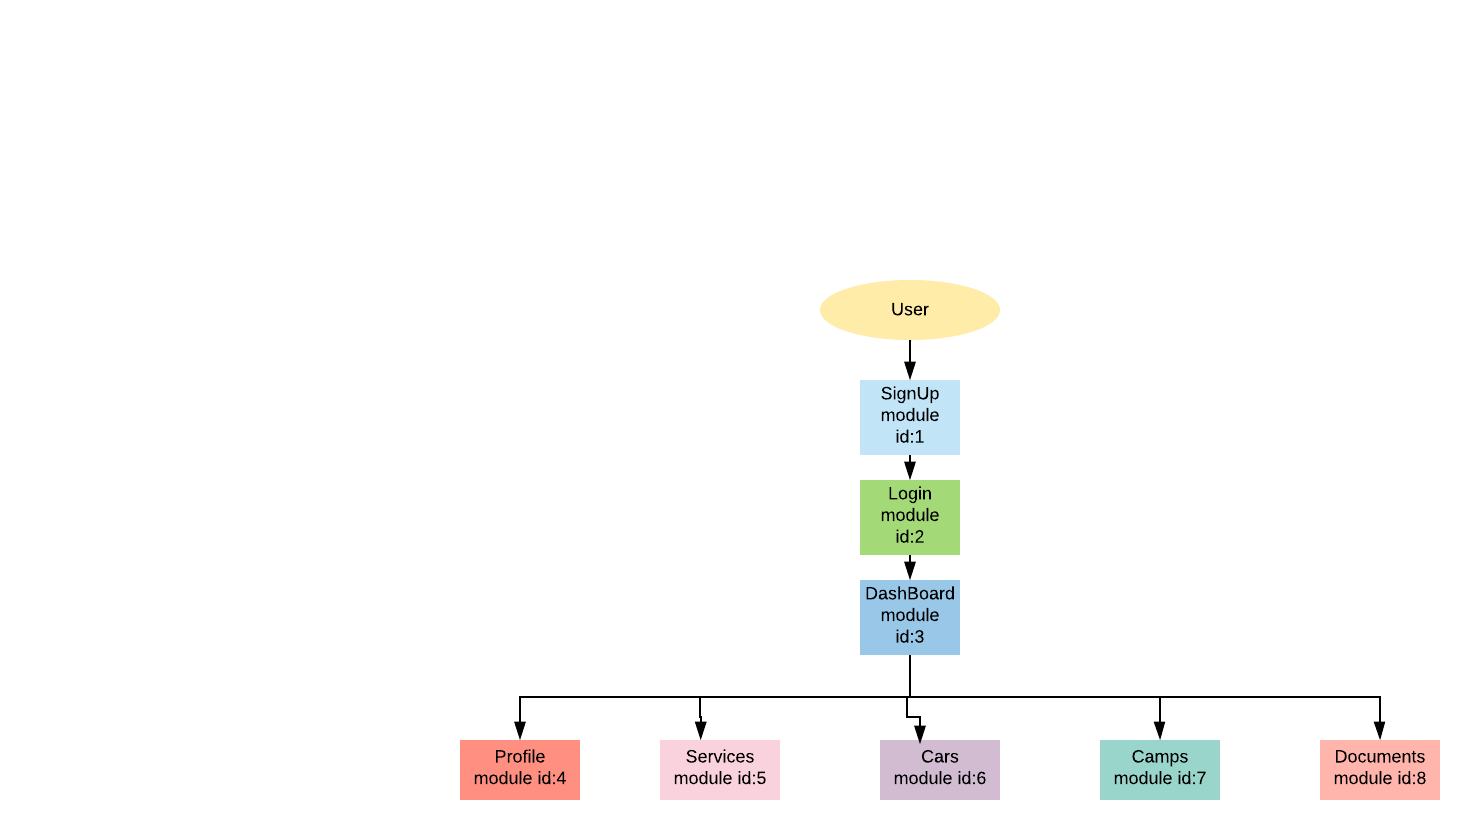 User
SignUp
module
id:1
Login
module
id:2
DashBoard
module
id:3
Profile
module id:4
Services
module id:5
Cars
module id:6
Camps
module id:7
Documents
module id:8